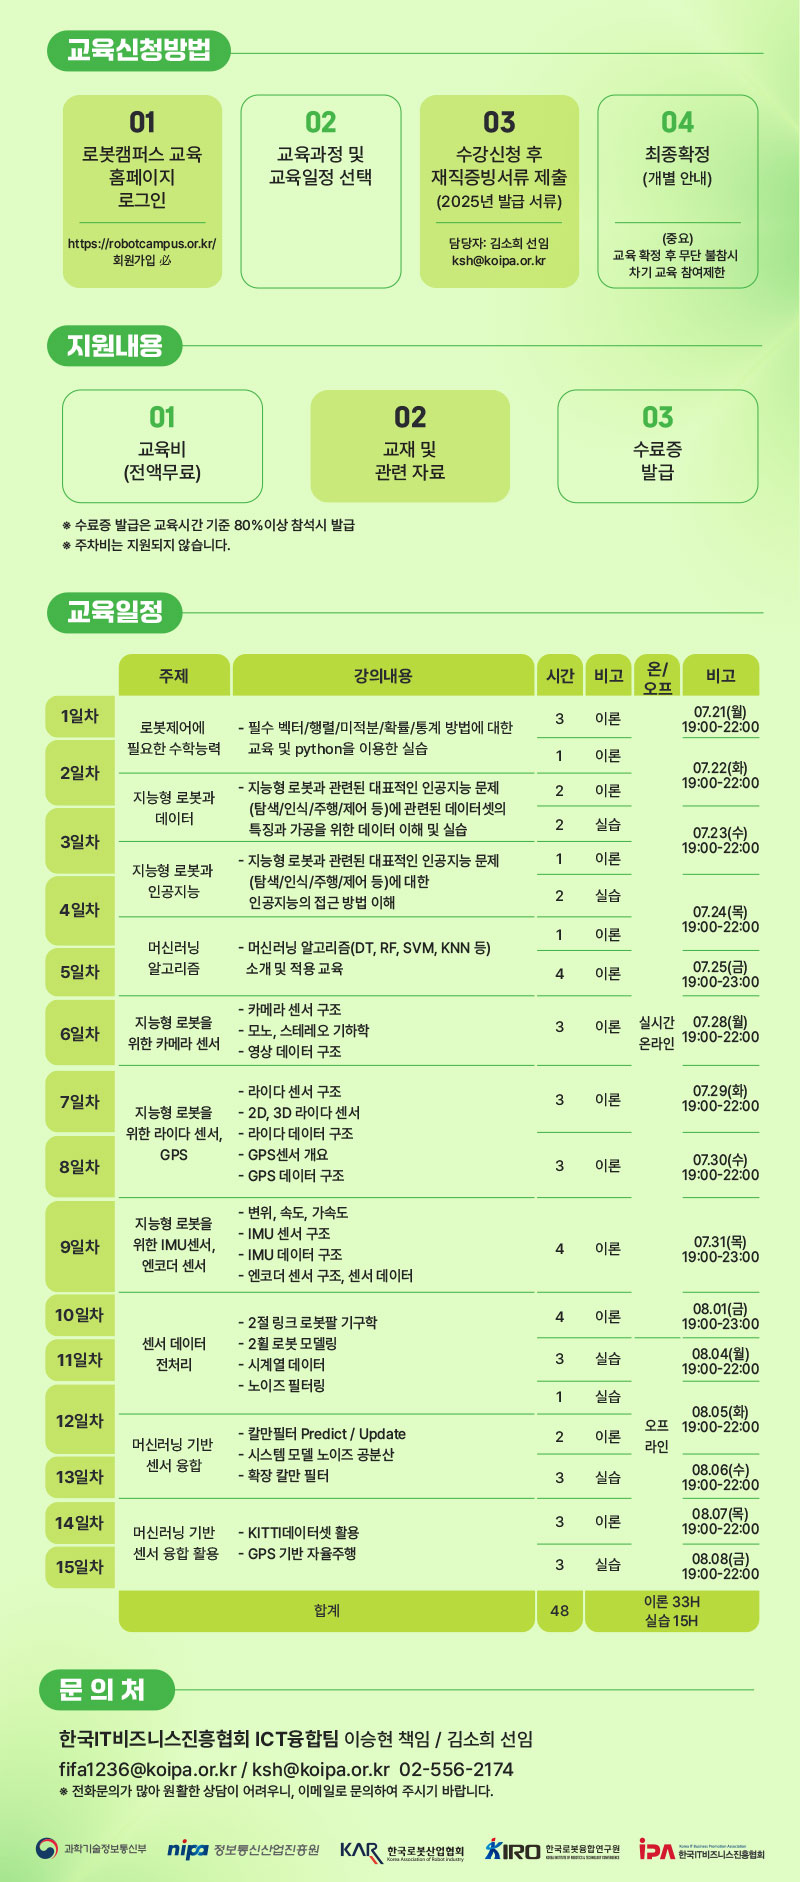 교육신청방법
01
로봇캠퍼스 교육
홈페이지
로그인
https://robotcampus.or.kr/
회원가입 必
02
교육과정 및
교육일정 선택
03
수강신청 후
재직증빙서류 제출
(2025년 발급 서류)
담당자: 김소희 선임
ksh@koipa.or.kr
04
최종확정
(개별 안내)
(중요)
교육 확정 후 무단 불참시
차기 교육 참여제한
지원내용
01
교육비
(전액무료)
02
교재 및
관련 자료
03
수료증
발급
※ 수료증 발급은 교육시간 기준 80%이상 참석시 발급
※ 주차비는 지원되지 않습니다.
교육일정
주제 강의내용 시간 비고 온/오프 비고
1일차
2일차
3일차
4일차
5일차
6일차
7일차
8일차
9일차
10일차
11일차
12일차
13일차
14일차
15일차
로봇제어에
필요한 수학능력
- 필수 벡터/행렬/미적분/확률/통계 방법에 대한
교육 및 python을 이용한 실습
3 이론
07.21(월)
19:00-22:00
1 이론
07.22(화)
19:00-22:00
지능형 로봇과
데이터
- 지능형 로봇과 관련된 대표적인 인공지능 문제
(탐색/인식/주행/제어 등)에 관련된 데이터셋의
특징과 가공을 위한 데이터 이해 및 실습
2 이론
2 실습
07.23(수)
19:00-22:00
지능형 로봇과
인공지능
- 지능형 로봇과 관련된 대표적인 인공지능 문제
(탐색/인식/주행/제어 등)에 대한
인공지능의 접근 방법 이해
1 이론
2 실습
07.24(목)
19:00-22:00
머신러닝
알고리즘
- 머신러닝 알고리즘(DT, RF, SVM, KNN 등)
소개 및 적용 교육
1 이론
4 이론
07.25(금)
19:00-23:00
지능형 로봇을
위한 카메라 센서
- 카메라 센서 구조
- 모노, 스테레오 기하학
- 영상 데이터 구조
3 이론
실시간
온라인
07.28(월)
19:00-22:00
지능형 로봇을
위한 라이다 센서,
GPS
- 라이다 센서 구조
- 2D, 3D 라이다 센서
- 라이다 데이터 구조
- GPS센서 개요
- GPS 데이터 구조
3 이론
07.29(화)
19:00-22:00
3 이론
07.30(수)
19:00-22:00
지능형 로봇을
위한 IMU센서,
엔코더 센서
- 변위, 속도, 가속도
- IMU 센서 구조
- IMU 데이터 구조
- 엔코더 센서 구조, 센서 데이터
4 이론
07.31(목)
19:00-23:00
센서 데이터
전처리
- 2절 링크 로봇팔 기구학
- 2휠 로봇 모델링
- 시계열 데이터
- 노이즈 필터링
4 이론
08.01(금)
19:00-23:00
3 실습
08.04(월)
19:00-22:00
1 실습
오프
라인
08.05(화)
19:00-22:00
머신러닝 기반
센서 융합
- 칼만필터 Predict / Update
- 시스템 모델 노이즈 공분산
- 확장 칼만 필터
2 이론
3 실습
08.06(수)
19:00-22:00
머신러닝 기반
센서 융합 활용
- KITTI데이터셋 활용
- GPS 기반 자율주행
3 이론
08.07(목)
19:00-22:00
3 실습
08.08(금)
19:00-22:00
합계 48
이론 33H
실습 15H
문 의 처
한국IT비즈니스진흥협회 ICT융합팀 이승현 책임 / 김소희 선임
fifa1236@koipa.or.kr / ksh@koipa.or.kr 02-556-2174
※ 전화문의가 많아 원활한 상담이 어려우니, 이메일로 문의하여 주시기 바랍니다.
과학기술정보통신부
nipa 정보통신산업진흥원
KAR 한국로봇산업협회
Korea Association of Robot Industry
KIRO 한국로봇융합연구원
iPA 한국IT비즈니스진흥협회
Korea IT Business Promotion Association